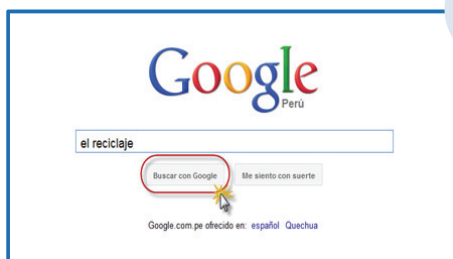 Google
Perú
el reciclaje
Buscar con Google Me siento con suerte
Google.com.pe ofrecido en: español Quechua